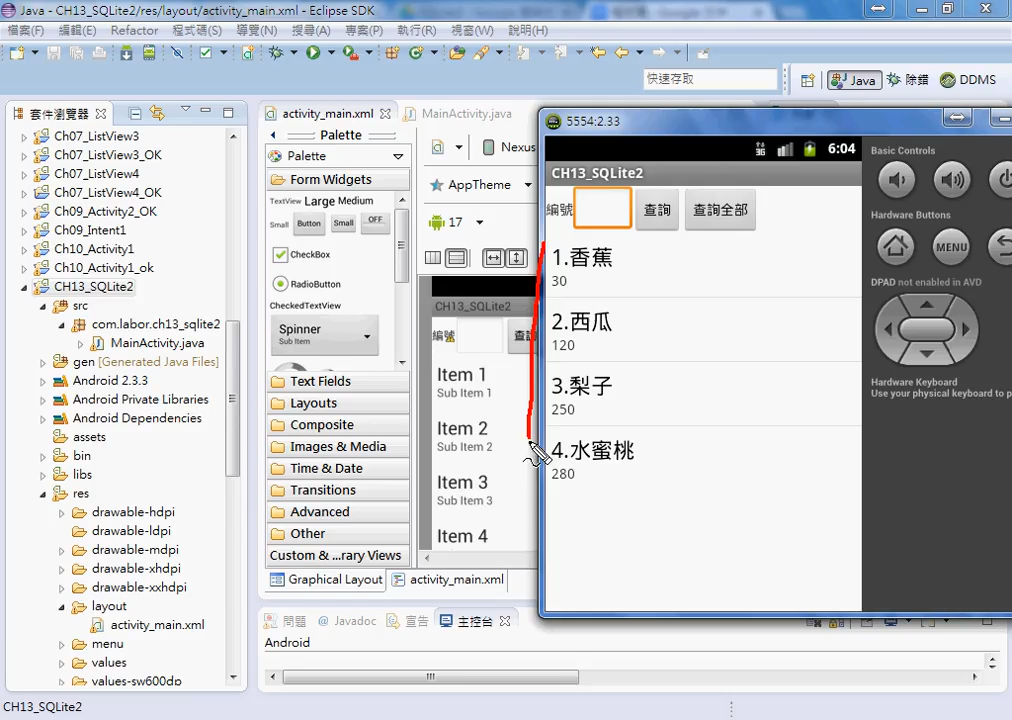 Java - CH13_SQLite2/res/layout/activity_main.xml - Eclipse SDK
檔案(F) 編輯(E) Refactor 程式碼(S) 導覽(N) 搜尋(A) 專案(P) 執行(R) 視窗(W) 說明(H)
快速存取
Java 除錯 DDMS
套件瀏覽器
Ch07_ListView3
Ch07_ListView3_OK
Ch07_ListView4
Ch07_ListView4_OK
Ch09_Activity2_OK
Ch09_Intent1
Ch10_Activity1
Ch10_Activity1_ok
CH13_SQLite2
src
com.labor.ch13_sqlite2
MainActivity.java
gen [Generated Java Files]
Android 2.3.3
Android Private Libraries
Android Dependencies
assets
bin
libs
res
drawable-hdpi
drawable-ldpi
drawable-mdpi
drawable-xhdpi
drawable-xxhdpi
layout
activity_main.xml
menu
values
values-sw600dp
activity_main.xml MainActivity.java
Palette
Palette
Form Widgets
TextView Large Medium
Small Button Small OFF
CheckBox
RadioButton
CheckedTextView
Spinner
Sub Item
Text Fields
Layouts
Composite
Images & Media
Time & Date
Transitions
Advanced
Other
Custom & ...rary Views
Nexus
AppTheme
17
CH13_SQLite2
編號
Item 1
Sub Item 1
Item 2
Sub Item 2
Item 3
Sub Item 3
Item 4
Graphical Layout activity_main.xml
問題 @ Javadoc 宣告 主控台
Android
5554:2.33
3G 6:04
CH13_SQLite2
編號 查詢 查詢全部
1.香蕉
30
2.西瓜
120
3.梨子
250
4.水蜜桃
280
Basic Controls
Hardware Buttons
MENU
DPAD not enabled in AVD
Hardware Keyboard
Use your physical keyboard to p
CH13_SQLite2